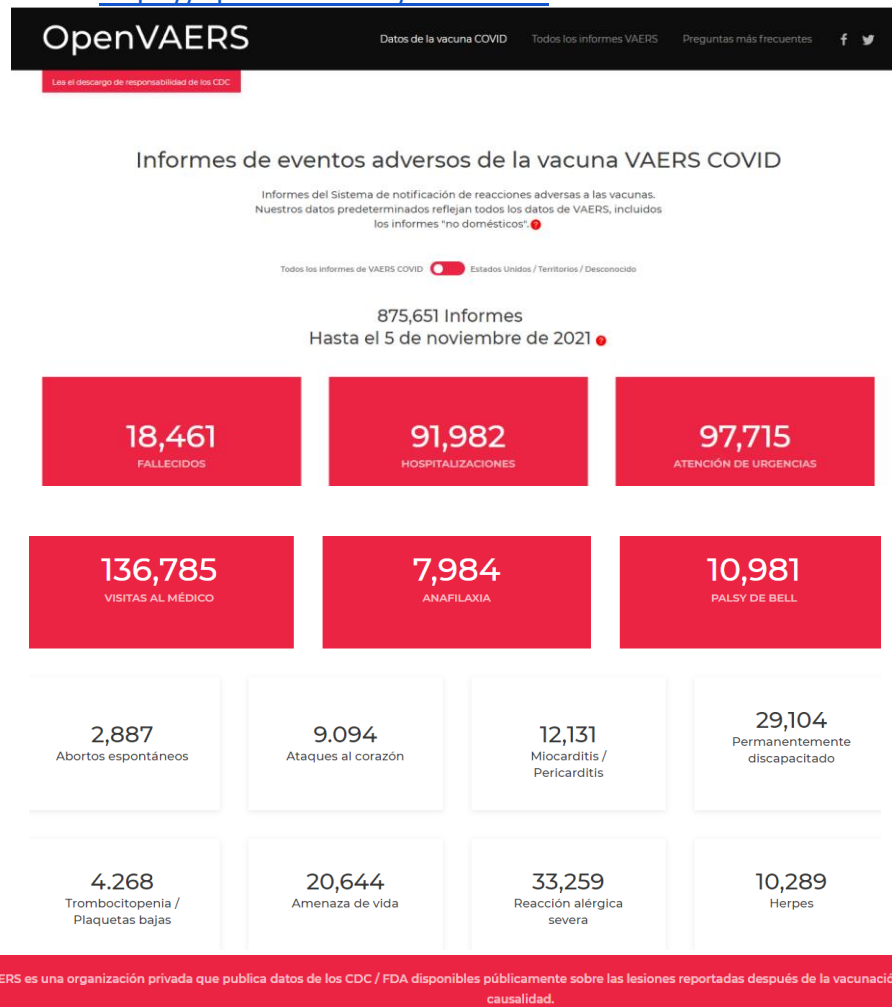 OpenVAERS
Datos de la vacuna COVID Todos los informes VAERS Preguntas más frecuentes
Lea el descargo de responsabilidad de los CDC
Informes de eventos adversos de la vacuna VAERS COVID
Informes del Sistema de notificación de reacciones adversas a las vacunas.
Nuestros datos predeterminados reflejan todos los datos de VAERS, incluidos
los informes "no domésticos". ?
Todos los informes de VAERS COVID Estados Unidos / Territorios / Desconocido
875,651 Informes
Hasta el 5 de noviembre de 2021 ?
18,461
FALLECIDOS
91,982
HOSPITALIZACIONES
97,715
ATENCIÓN DE URGENCIAS
136,785
VISITAS AL MÉDICO
7,984
ANAFILAXIA
10,981
PALSY DE BELL
2,887
Abortos espontáneos
9.094
Ataques al corazón
12,131
Miocarditis /
Pericarditis
29,104
Permanentemente
discapacitado
4.268
Trombocitopenia /
Plaquetas bajas
20,644
Amenaza de vida
33,259
Reacción alérgica
severa
10,289
Herpes
ERS es una organización privada que publica datos de los CDC / FDA disponibles públicamente sobre las lesiones reportadas después de la
causalidad.